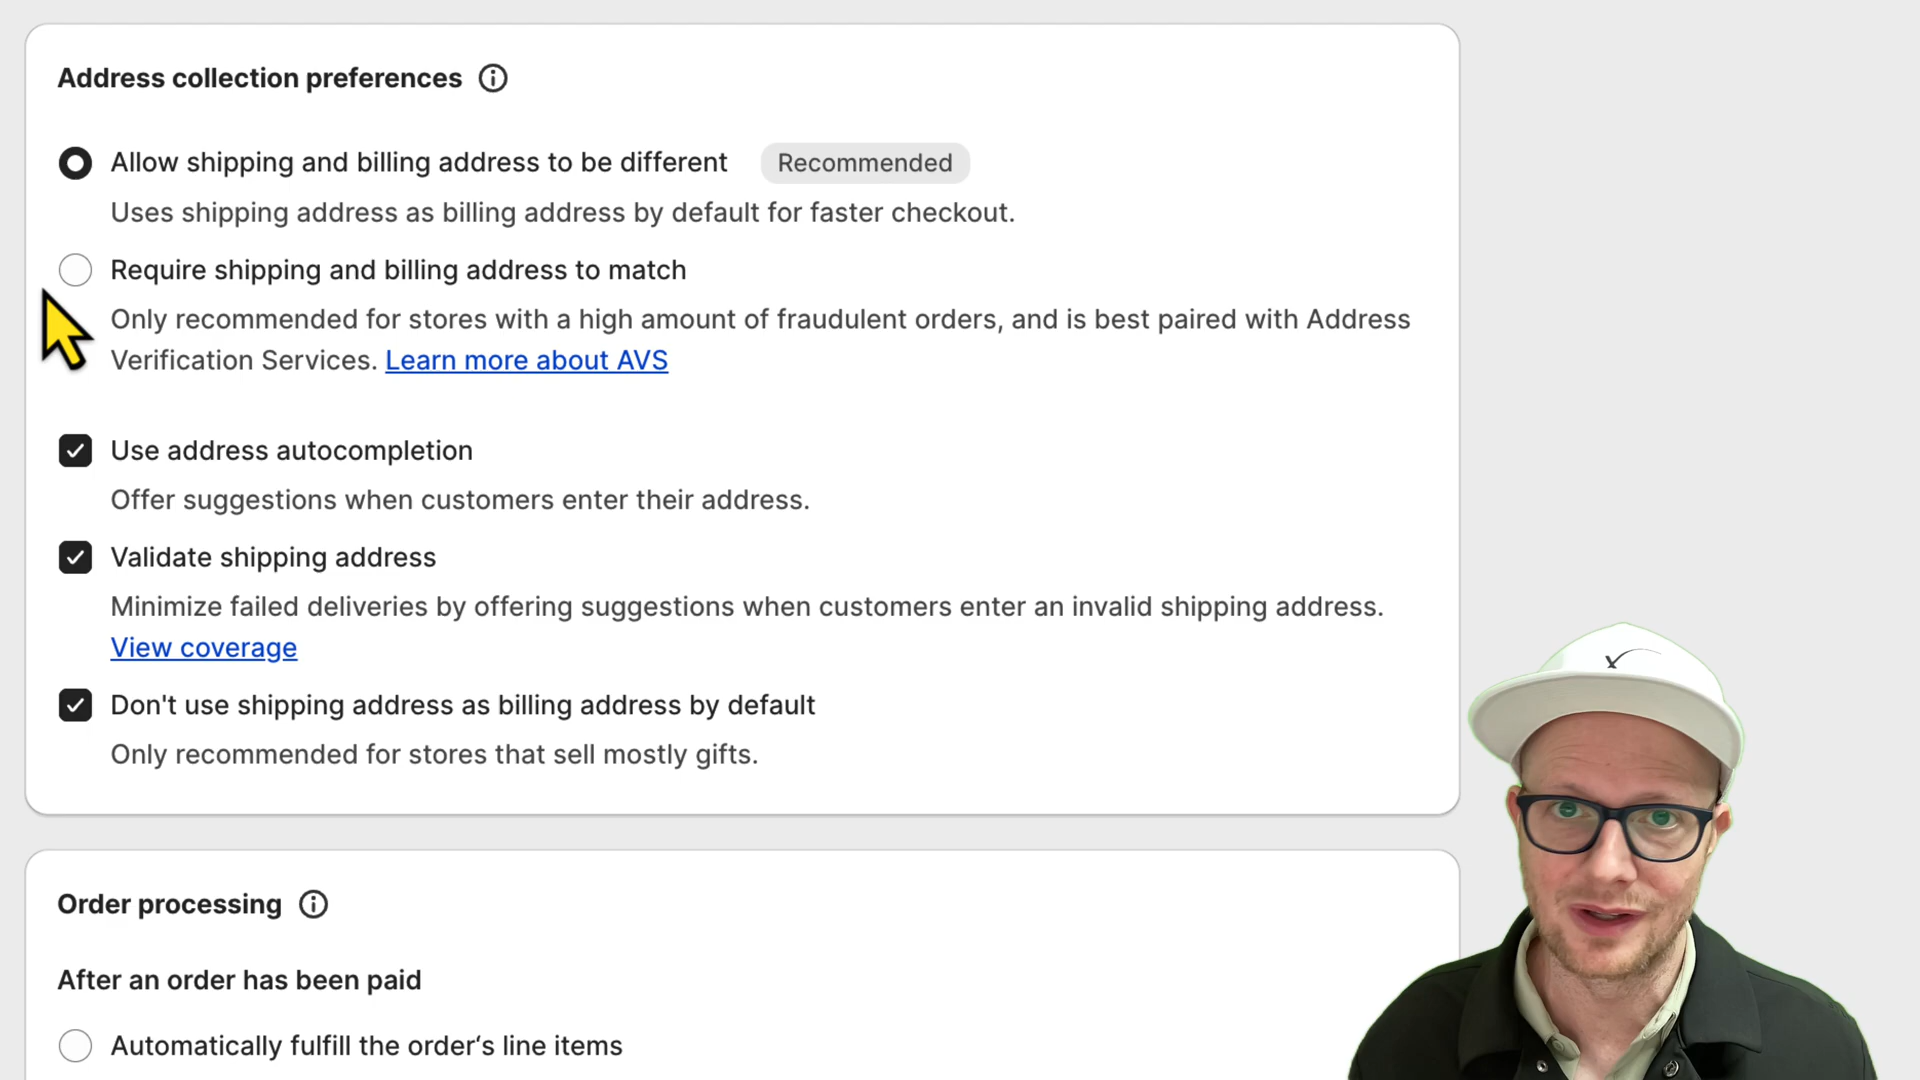 Address collection preferences
Allow shipping and billing address to be different Recommended
Uses shipping address as billing address by default for faster checkout.
Require shipping and billing address to match
Only recommended for stores with a high amount of fraudulent orders, and is best paired with Address
Verification Services. Learn more about AVS
Use address autocompletion
Offer suggestions when customers enter their address.
Validate shipping address
Minimize failed deliveries by offering suggestions when customers enter an invalid shipping address.
View coverage
Don't use shipping address as billing address by default
Only recommended for stores that sell mostly gifts.
Order processing
After an order has been paid
Automatically fulfill the order‘s line items